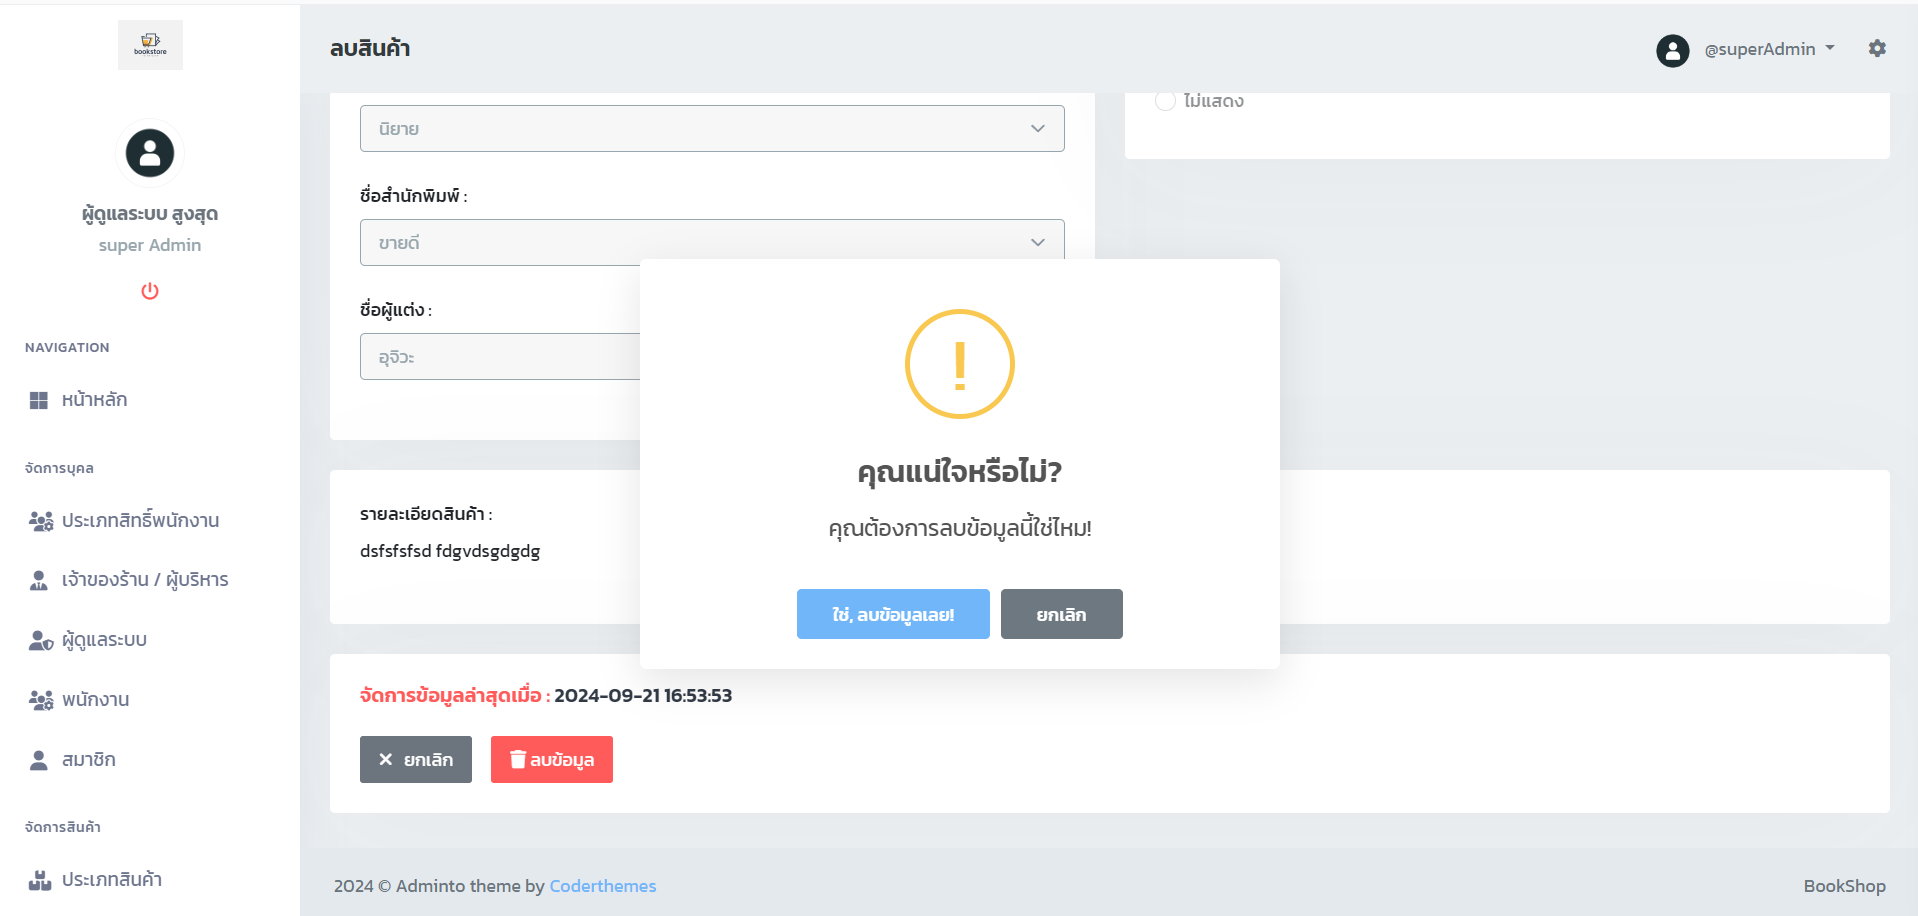 bookstore
ผู้ดูแลระบบ สูงสุด
super Admin
NAVIGATION
หน้าหลัก
จัดการบุคล
ประเภทสิทธิ์พนักงาน
เจ้าของร้าน / ผู้บริหาร
ผู้ดูแลระบบ
พนักงาน
สมาชิก
จัดการสินค้า
ประเภทสินค้า
ลบสินค้า
@superAdmin
นิยาย
ไม่แสดง
ชื่อสำนักพิมพ์ :
ขายดี
ชื่อผู้แต่ง :
อุจิวะ
รายละเอียดสินค้า :
dsfsfsfsd fdgvdsgdgdg
คุณแน่ใจหรือไม่?
คุณต้องการลบข้อมูลนี้ใช่ไหม!
ใช่, ลบข้อมูลเลย!
ยกเลิก
จัดการข้อมูลล่าสุดเมื่อ : 2024-09-21 16:53:53
ยกเลิก
ลบข้อมูล
2024 © Adminto theme by Coderthemes
BookShop